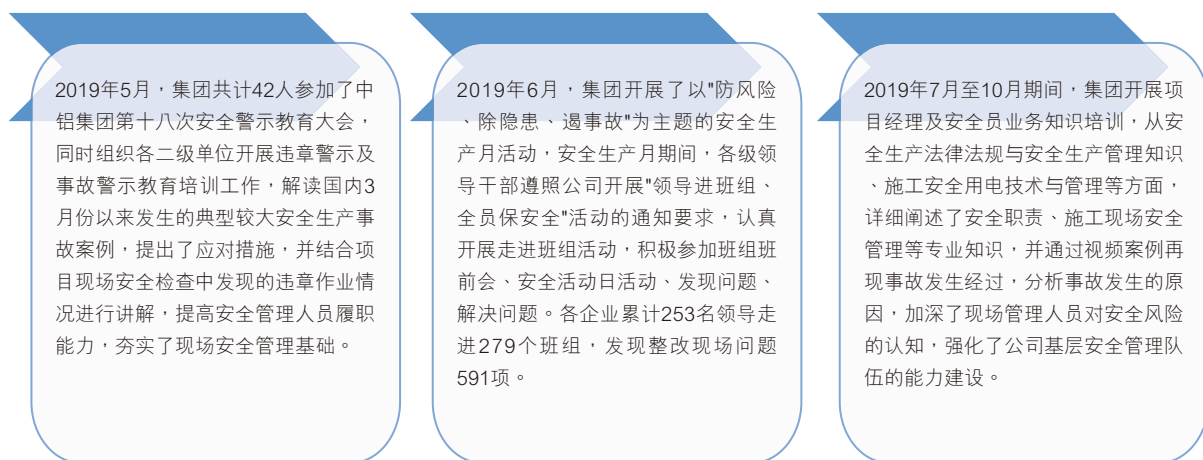 2019年5月，集团共计42人参加了中
铝集团第十八次安全警示教育大会，
同时组织各二级单位开展违章警示及
事故警示教育培训工作，解读国内3
月份以来发生的典型较大安全生产事
故案例，提出了应对措施，并结合项
目现场安全检查中发现的违章作业情
况进行讲解，提高安全管理人员履职
能力，夯实了现场安全管理基础。
2019年6月，集团开展了以"防风险
、除隐患、遏事故"为主题的安全生
产月活动，安全生产月期间，各级领
导干部遵照公司开展"领导进班组、
全员保安全"活动的通知要求，认真
开展走进班组活动，积极参加班组班
前会、安全活动日活动、发现问题、
解决问题。各企业累计253名领导走
进279个班组，发现整改现场问题
591项。
2019年7月至10月期间，集团开展项
目经理及安全员业务知识培训，从安
全生产法律法规与安全生产管理知识
、施工安全用电技术与管理等方面，
详细阐述了安全职责、施工现场安全
管理等专业知识，并通过视频案例再
现事故发生经过，分析事故发生的原
因，加深了现场管理人员对安全风险
的认知，强化了公司基层安全管理队
伍的能力建设。